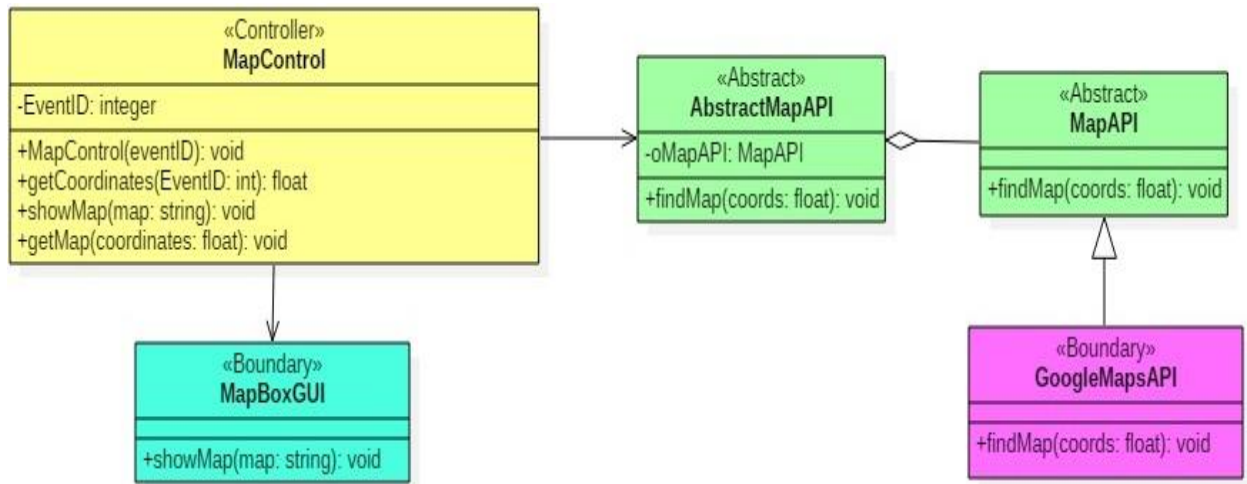 «Controller»
MapControl
-EventID: integer
+MapControl(eventID): void
+getCoordinates(EventID: int): float
+showMap(map: string): void
+getMap(coordinates: float): void
«Abstract»
AbstractMapAPI
-oMapAPI: MapAPI
+findMap(coords: float): void
«Abstract»
MapAPI
+findMap(coords: float): void
«Boundary»
MapBoxGUI
+showMap(map: string): void
«Boundary»
GoogleMapsAPI
+findMap(coords: float): void